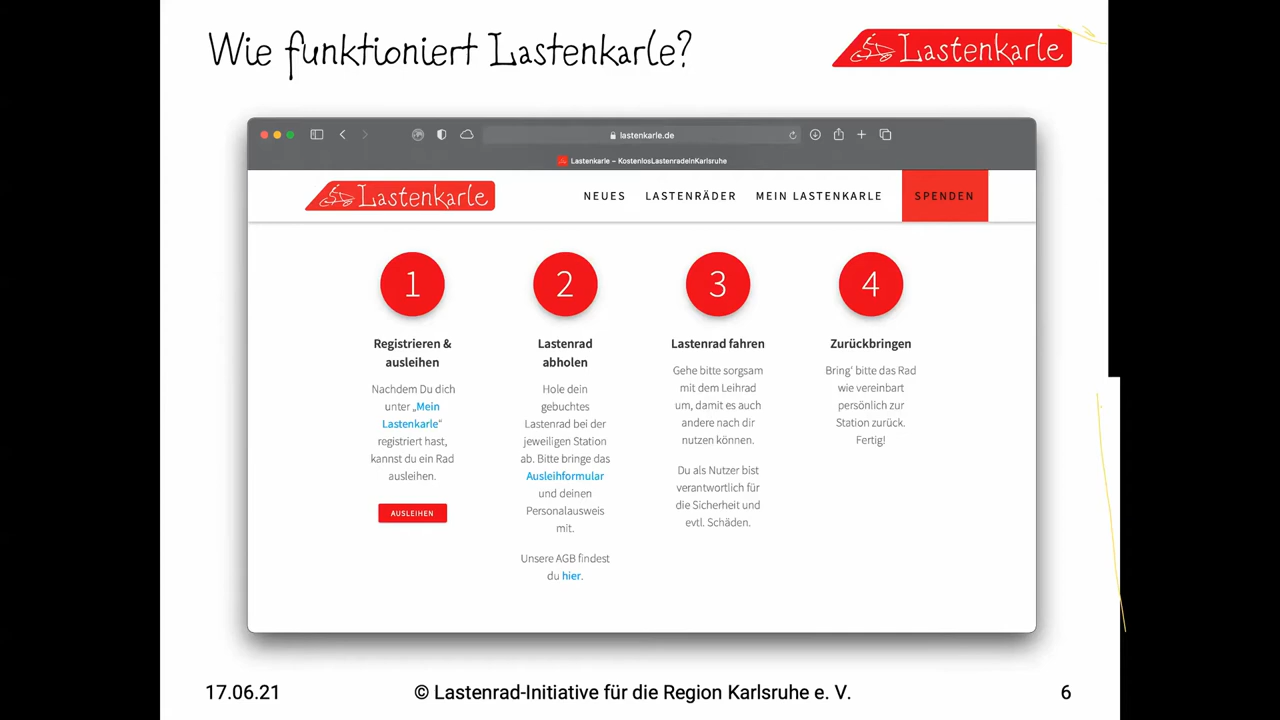 Wie funktioniert Lastenkarle?
Lastenkarle
lastenkarle.de
Lastenkarle – KostenlosLastenradeInKarlsruhe
Lastenkarle
NEUES LASTENRÄDER MEIN LASTENKARLE SPENDEN
1
Registrieren &
ausleihen
Nachdem Du dich
unter „Mein
Lastenkarle“
registriert hast,
kannst du ein Rad
ausleihen.
AUSLEIHEN
2
Lastenrad
abholen
Hole dein
gebuchtes
Lastenrad bei der
jeweiligen Station
ab. Bitte bringe das
Ausleihformular
und deinen
Personalausweis
mit.
Unsere AGB findest
du hier.
3
Lastenrad fahren
Gehe bitte sorgsam
mit dem Leihrad
um, damit es auch
andere nach dir
nutzen können.
Du als Nutzer bist
verantwortlich für
die Sicherheit und
evtl. Schäden.
4
Zurückbringen
Bring' bitte das Rad
wie vereinbart
persönlich zur
Station zurück.
Fertig!
17.06.21 © Lastenrad-Initiative für die Region Karlsruhe e. V. 6